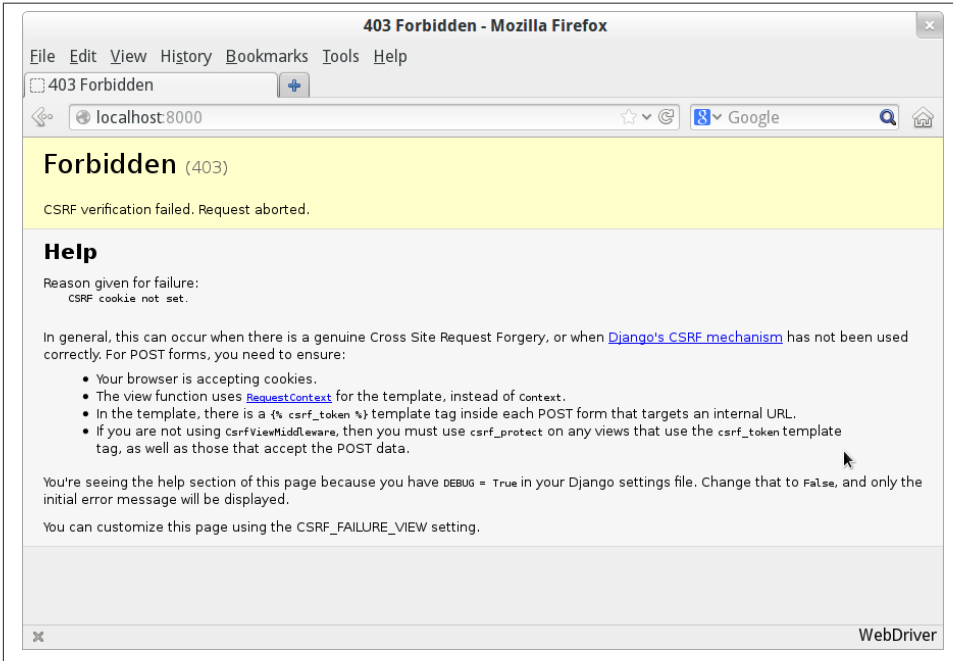 403 Forbidden - Mozilla Firefox
File Edit View History Bookmarks Tools Help
403 Forbidden
localhost:8000
Google
Forbidden (403)
CSRF verification failed. Request aborted.
Help
Reason given for failure:
CSRF cookie not set.
In general, this can occur when there is a genuine Cross Site Request Forgery, or when Django's CSRF mechanism has not been used
correctly. For POST forms, you need to ensure:
• Your browser is accepting cookies.
• The view function uses RequestContext for the template, instead of Context.
• In the template, there is a {% csrf_token %} template tag inside each POST form that targets an internal URL.
• If you are not using CsrfViewMiddleware, then you must use csrf_protect on any views that use the csrf_token template
tag, as well as those that accept the POST data.
You're seeing the help section of this page because you have DEBUG = True in your Django settings file. Change that to False, and only the
initial error message will be displayed.
You can customize this page using the CSRF_FAILURE_VIEW setting.
WebDriver